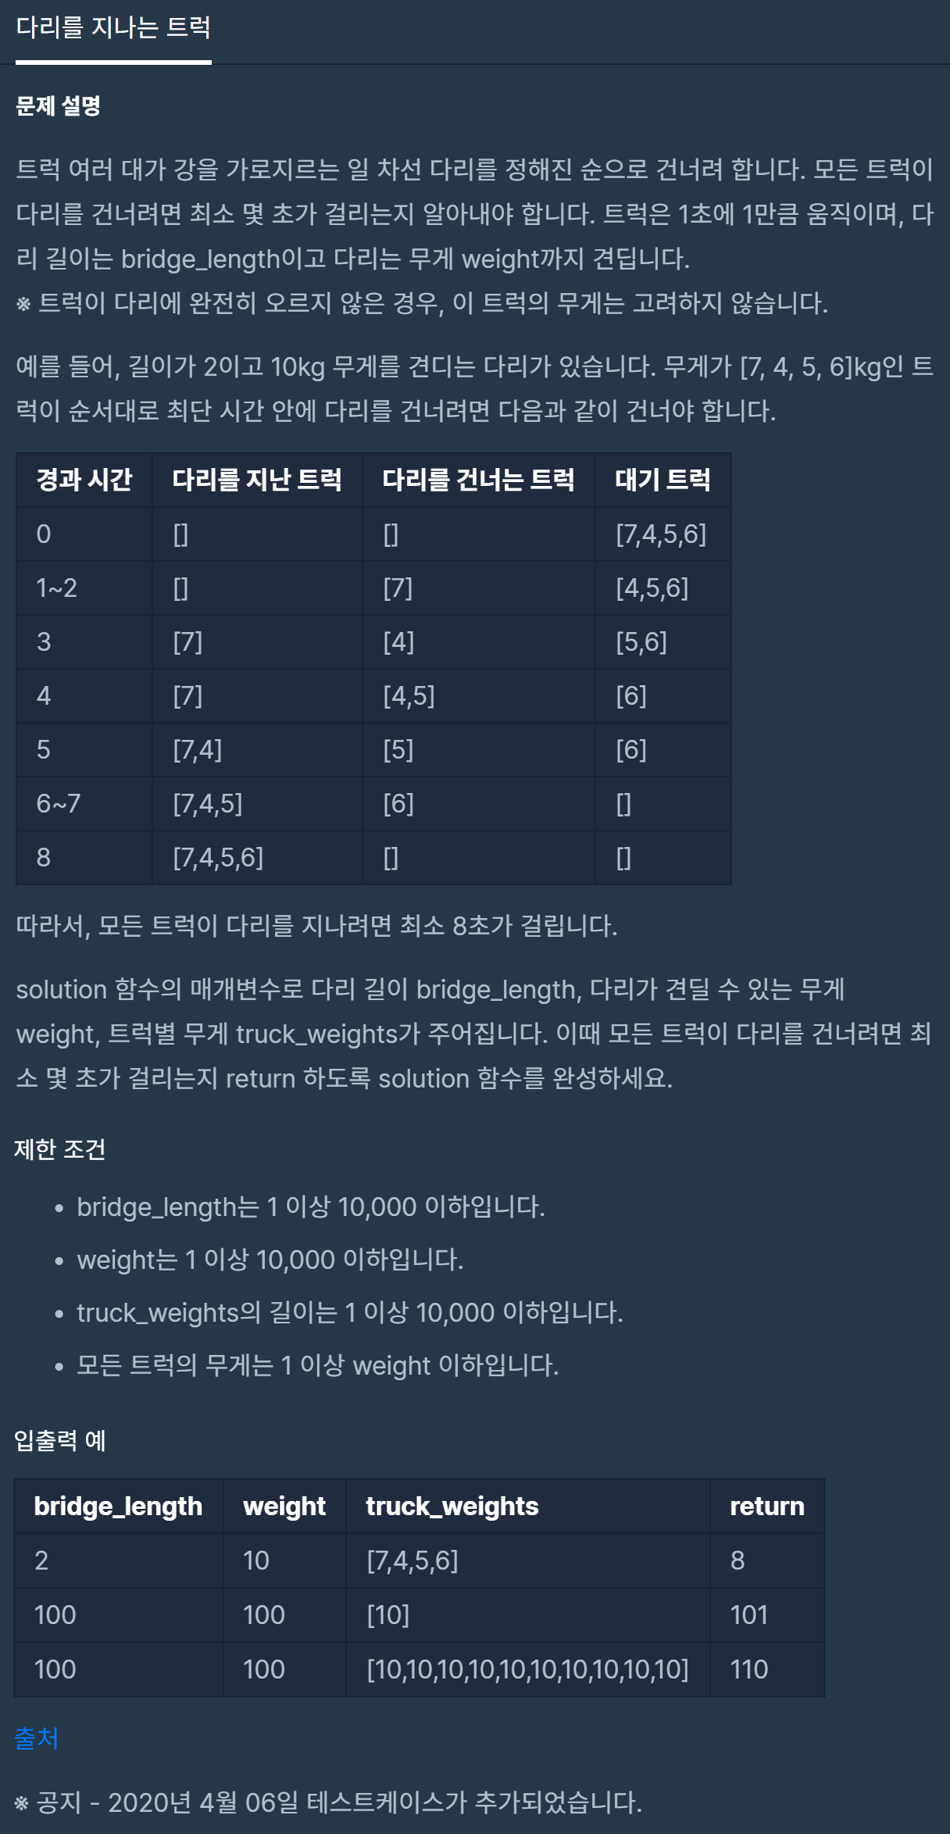 다리를 지나는 트럭
문제 설명
트럭 여러 대가 강을 가로지르는 일 차선 다리를 정해진 순으로 건너려 합니다. 모든 트럭이
다리를 건너려면 최소 몇 초가 걸리는지 알아내야 합니다. 트럭은 1초에 1만큼 움직이며, 다
리 길이는 bridge_length이고 다리는 무게 weight까지 견딥니다.
※ 트럭이 다리에 완전히 오르지 않은 경우, 이 트럭의 무게는 고려하지 않습니다.
예를 들어, 길이가 2이고 10kg 무게를 견디는 다리가 있습니다. 무게가 [7, 4, 5, 6]kg인 트
럭이 순서대로 최단 시간 안에 다리를 건너려면 다음과 같이 건너야 합니다.
경과 시간 다리를 지난 트럭 다리를 건너는 트럭 대기 트럭
0 [] [] [7,4,5,6]
1~2 [] [7] [4,5,6]
3 [7] [4] [5,6]
4 [7] [4,5] [6]
5 [7,4] [5] [6]
6~7 [7,4,5] [6] []
8 [7,4,5,6] [] []
따라서, 모든 트럭이 다리를 지나려면 최소 8초가 걸립니다.
solution 함수의 매개변수로 다리 길이 bridge_length, 다리가 견딜 수 있는 무게
weight, 트럭별 무게 truck_weights가 주어집니다. 이때 모든 트럭이 다리를 건너려면 최
소 몇 초가 걸리는지 return 하도록 solution 함수를 완성하세요.
제한 조건
• bridge_length는 1 이상 10,000 이하입니다.
• weight는 1 이상 10,000 이하입니다.
• truck_weights의 길이는 1 이상 10,000 이하입니다.
• 모든 트럭의 무게는 1 이상 weight 이하입니다.
입출력 예
bridge_length weight truck_weights return
2 10 [7,4,5,6] 8
100 100 [10] 101
100 100 [10,10,10,10,10,10,10,10,10,10] 110
출처
※ 공지 - 2020년 4월 06일 테스트케이스가 추가되었습니다.